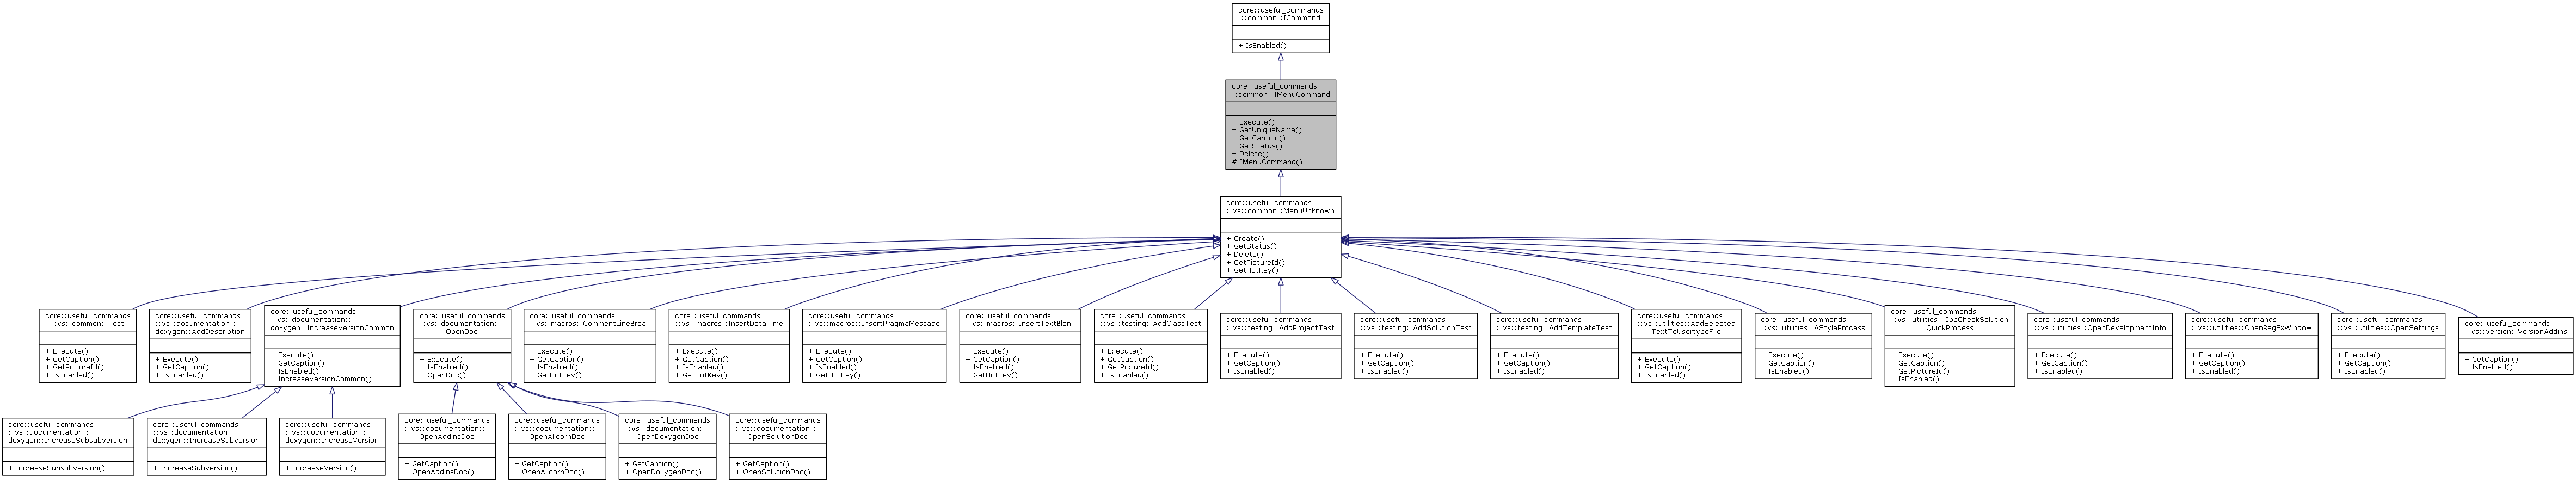 core::useful_commands
::common::ICommand
+ IsEnabled()
core::useful_commands
::common::IMenuCommand
+ Execute()
+ GetUniqueName()
+ GetCaption()
+ GetStatus()
+ Delete()
# IMenuCommand()
core::useful_commands
::vs::common::MenuUnknown
+ Create()
+ GetStatus()
+ Delete()
+ GetPictureId()
+ GetHotKey()
core::useful_commands
::vs::common::Test
+ Execute()
+ GetCaption()
+ GetPictureId()
+ IsEnabled()
core::useful_commands
::vs::documentation::
doxygen::AddDescription
+ Execute()
+ GetCaption()
+ IsEnabled()
core::useful_commands
::vs::documentation::
doxygen::IncreaseVersionCommon
+ Execute()
+ GetCaption()
+ IsEnabled()
+ IncreaseVersionCommon()
core::useful_commands
::vs::documentation::
OpenDoc
+ Execute()
+ IsEnabled()
+ OpenDoc()
core::useful_commands
::vs::macros::CommentLineBreak
+ Execute()
+ GetCaption()
+ IsEnabled()
+ GetHotKey()
core::useful_commands
::vs::macros::InsertDataTime
+ Execute()
+ GetCaption()
+ IsEnabled()
+ GetHotKey()
core::useful_commands
::vs::macros::InsertPragmaMessage
+ Execute()
+ GetCaption()
+ IsEnabled()
+ GetHotKey()
core::useful_commands
::vs::macros::InsertTextBlank
+ Execute()
+ GetCaption()
+ IsEnabled()
+ GetHotKey()
core::useful_commands
::vs::testing::AddClassTest
+ Execute()
+ GetCaption()
+ GetPictureId()
+ IsEnabled()
core::useful_commands
::vs::testing::AddProjectTest
+ Execute()
+ GetCaption()
+ IsEnabled()
core::useful_commands
::vs::testing::AddSolutionTest
+ Execute()
+ GetCaption()
+ IsEnabled()
core::useful_commands
::vs::testing::AddTemplateTest
+ Execute()
+ GetCaption()
+ IsEnabled()
core::useful_commands
::vs::utilities::AddSelected
TextToUsertypeFile
+ Execute()
+ GetCaption()
+ IsEnabled()
core::useful_commands
::vs::utilities::AStyleProcess
+ Execute()
+ GetCaption()
+ IsEnabled()
core::useful_commands
::vs::utilities::CppCheckSolution
QuickProcess
+ Execute()
+ GetCaption()
+ GetPictureId()
+ IsEnabled()
core::useful_commands
::vs::utilities::OpenDevelopmentInfo
+ Execute()
+ GetCaption()
+ IsEnabled()
core::useful_commands
::vs::utilities::OpenRegExWindow
+ Execute()
+ GetCaption()
+ IsEnabled()
core::useful_commands
::vs::utilities::OpenSettings
+ Execute()
+ GetCaption()
+ IsEnabled()
core::useful_commands
::vs::version::VersionAddins
+ GetCaption()
+ IsEnabled()
core::useful_commands
::vs::documentation::
doxygen::IncreaseSubsubversion
+ IncreaseSubsubversion()
core::useful_commands
::vs::documentation::
doxygen::IncreaseSubversion
+ IncreaseSubversion()
core::useful_commands
::vs::documentation::
doxygen::IncreaseVersion
+ IncreaseVersion()
core::useful_commands
::vs::documentation::
OpenAddinsDoc
+ GetCaption()
+ OpenAddinsDoc()
core::useful_commands
::vs::documentation::
OpenAlicornDoc
+ GetCaption()
+ OpenAlicornDoc()
core::useful_commands
::vs::documentation::
OpenDoxygenDoc
+ GetCaption()
+ OpenDoxygenDoc()
core::useful_commands
::vs::documentation::
OpenSolutionDoc
+ GetCaption()
+ OpenSolutionDoc()